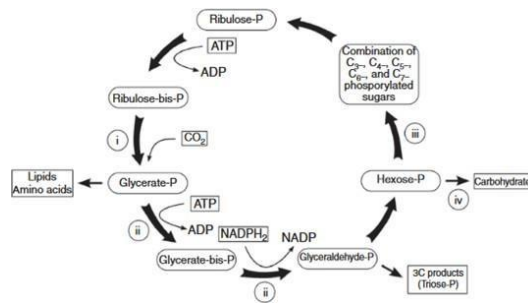 Ribulose-P
ATP
ADP
Ribulose-bis-P
i
CO2
Lipids
Amino acids
Glycerate-P
ATP
ii
ADP
NADPH2
NADP
Glycerate-bis-P
ii
Glyceraldehyde-P
3C products
(Triose-P)
Hexose-P
Carbohydrate
iv
iii
Combination of
C3–, C4–, C5–,
C6–, and C7–
phosporylated
sugars